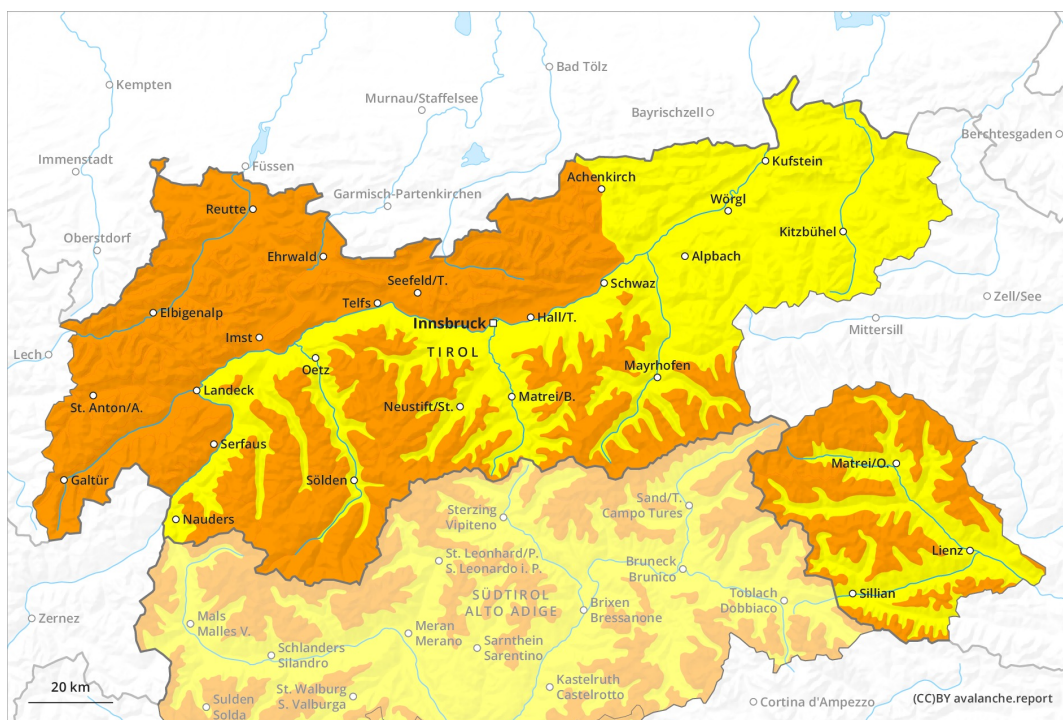 Kempten
Bad Tölz
Murnau/Staffelsee
Bayrischzell
Berchtesgaden
Immenstadt
Füssen
Kufstein
Achenkirch
Garmisch-Partenkirchen
Wörgl
Reutte
Kitzbühel
Oberstdorf
Ehrwald
Alpbach
Seefeld/T.
Schwaz
Zell/See
Telfs
Elbigenalp
Innsbruck
Hall/T.
Mittersill
Imst
TIROL
Lech
Oetz
Mayrhofen
Landeck
St. Anton/A.
Neustift/St.
Matrei/B.
Serfaus
Matrei/O.
Galtür
Sölden
Sand/T.
Campo Tures
Sterzing
Vipiteno
Nauders
Lienz
St. Leonhard/P.
S. Leonardo i. P.
Bruneck
Brunico
SÜDTIROL
ALTO ADIGE
Toblach
Dobbiaco
Sillian
Brixen
Bressanone
Zernez
Mals
Malles V.
Meran
Merano
Sarnthein
Sarentino
Schlanders
Silandro
Kastelruth
Castelrotto
20 km
St. Walburg
S. Valburga
Sulden
Solda
Cortina d'Ampezzo
(CC)BY avalanche.report